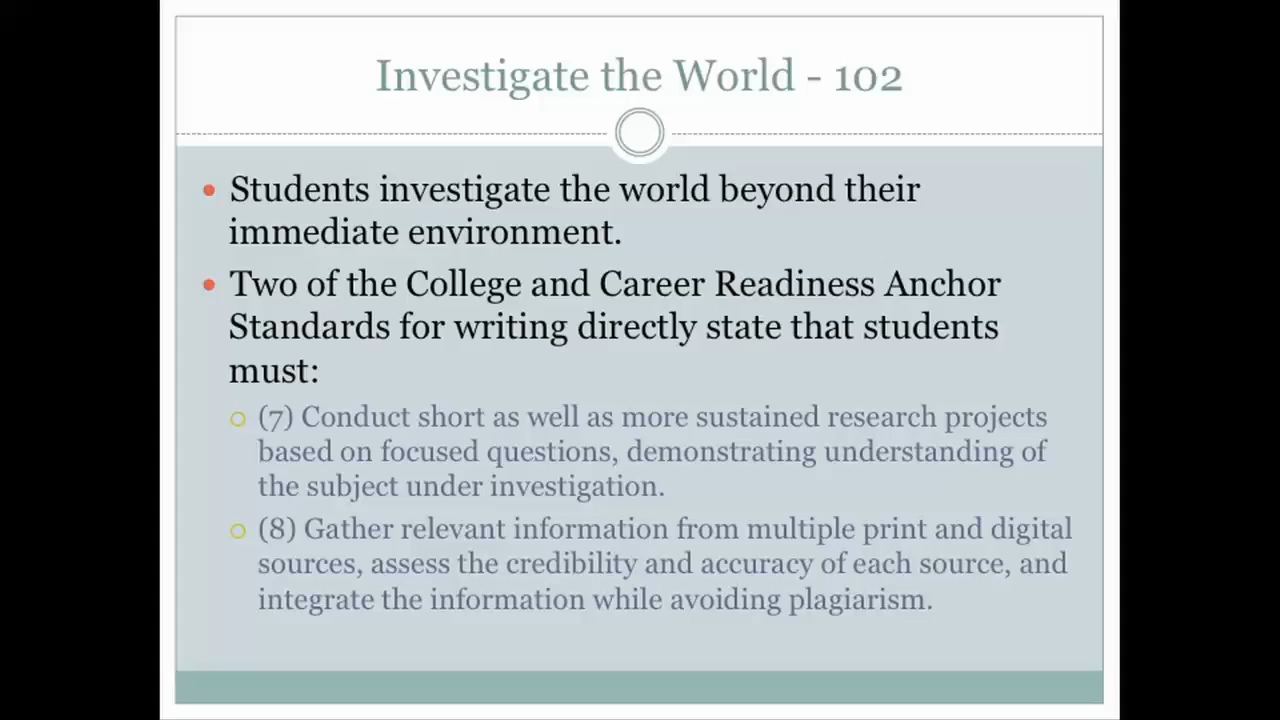 Investigate the World - 102
• Students investigate the world beyond their
immediate environment.
• Two of the College and Career Readiness Anchor
Standards for writing directly state that students
must:
(7) Conduct short as well as more sustained research projects
based on focused questions, demonstrating understanding of
the subject under investigation.
(8) Gather relevant information from multiple print and digital
sources, assess the credibility and accuracy of each source, and
integrate the information while avoiding plagiarism.